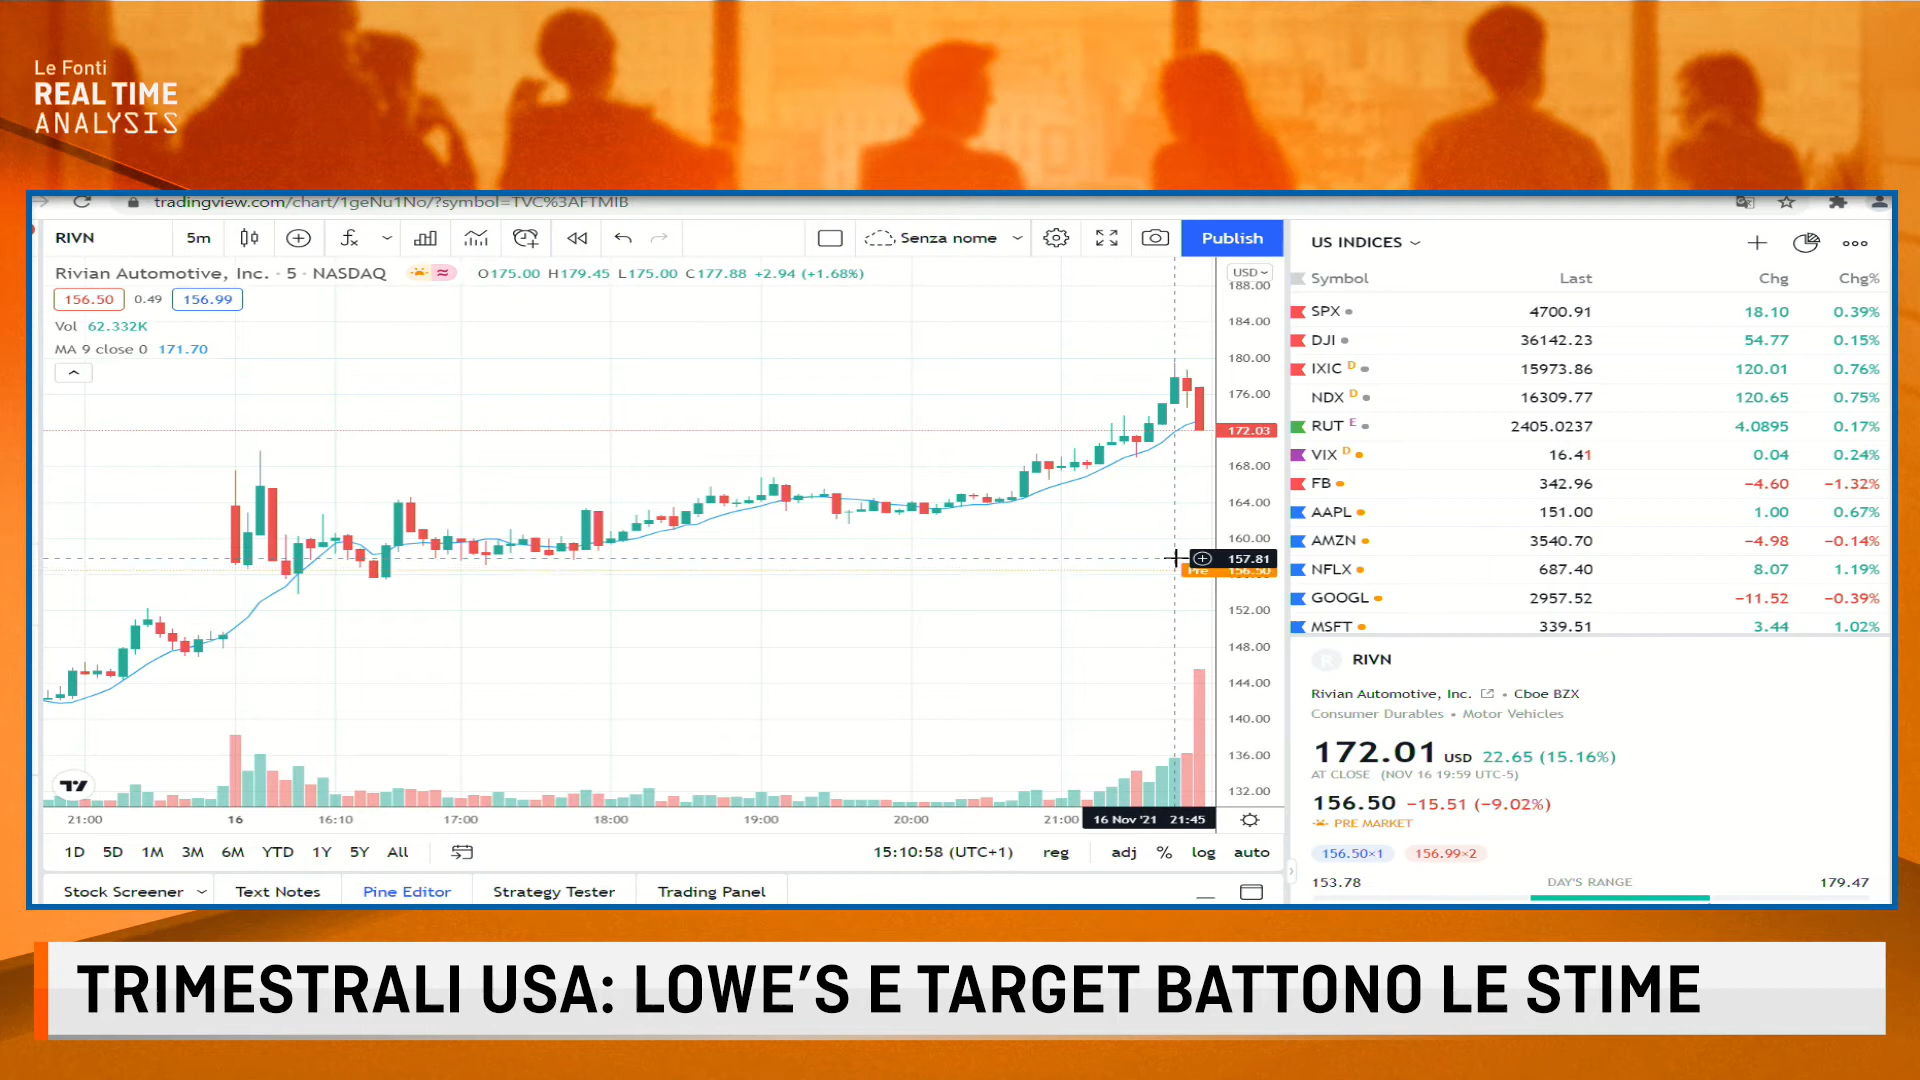 Le Fonti
REAL TIME
ANALYSIS
tradingview.com/chart/1geNu1No/?symbol=TVC%3AFTMIB
RIVN 5m Senza nome Publish
Rivian Automotive, Inc. · 5 · NASDAQ O175.00 H179.45 L175.00 C177.88 +2.94 (+1.68%)
156.50 0.49 156.99
Vol 62.332K
MA 9 close 0 171.70
USD
188.00
184.00
180.00
176.00
172.03
168.00
164.00
160.00
157.81
Pre 156.50
152.00
148.00
144.00
140.00
136.00
132.00
21:00 16 16:10 17:00 18:00 19:00 20:00 21:00 16 Nov '21 21:45
1D 5D 1M 3M 6M YTD 1Y 5Y All 15:10:58 (UTC+1) reg adj % log auto
Stock Screener Text Notes Pine Editor Strategy Tester Trading Panel
US INDICES
Symbol Last Chg Chg%
SPX 4700.91 18.10 0.39%
DJI 36142.23 54.77 0.15%
IXIC D 15973.86 120.01 0.76%
NDX D 16309.77 120.65 0.75%
RUT E 2405.0237 4.0895 0.17%
VIX D 16.41 0.04 0.24%
FB 342.96 −4.60 −1.32%
AAPL 151.00 1.00 0.67%
AMZN 3540.70 −4.98 −0.14%
NFLX 687.40 8.07 1.19%
GOOGL 2957.52 −11.52 −0.39%
MSFT 339.51 3.44 1.02%
R RIVN
Rivian Automotive, Inc. • Cboe BZX
Consumer Durables • Motor Vehicles
172.01 USD 22.65 (15.16%)
AT CLOSE (NOV 16 19:59 UTC-5)
156.50 −15.51 (−9.02%)
PRE MARKET
156.50×1 156.99×2
153.78 DAY'S RANGE 179.47
TRIMESTRALI USA: LOWE'S E TARGET BATTONO LE STIME